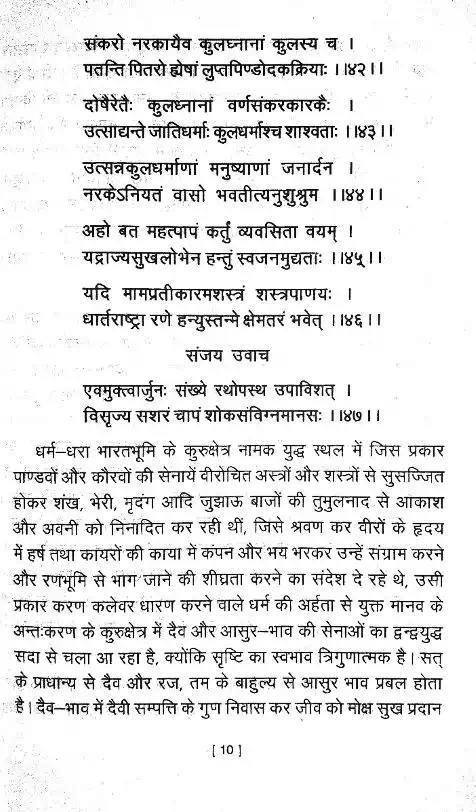 संकरो नरकायैव कुलघ्नानां कुलस्य च ।
पतन्ति पितरो ह्येषां लुप्तपिण्डोदकक्रियाः ।।४२।।
दोषैरेतैः कुलघ्नानां वर्णसंकरकारकैः ।
उत्साद्यन्ते जातिधर्माः कुलधर्माश्च शाश्वताः ।।४३।।
उत्सन्नकुलधर्माणां मनुष्याणां जनार्दन ।
नरकेऽनियतं वासो भवतीत्यनुशुश्रुम ।।४४।।
अहो बत महत्पापं कर्तुं व्यवसिता वयम् ।
यद्राज्यसुखलोभेन हन्तुं स्वजनमुद्यताः ।।४५।।
यदि मामप्रतीकारमशस्त्रं शस्त्रपाणयः ।
धार्तराष्ट्रा रणे हन्युस्तन्मे क्षेमतरं भवेत् ।।४६।।
संजय उवाच
एवमुक्त्वार्जुनः संख्ये रथोपस्थ उपाविशत् ।
विसृज्य सशरं चापं शोकसंविग्नमानसः ।।४७।।
धर्म–धरा भारतभूमि के कुरुक्षेत्र नामक युद्ध स्थल में जिस प्रकार
पाण्डवों और कौरवों की सेनायें वीरोचित अस्त्रों और शस्त्रों से सुसज्जित
होकर शंख, भेरी, मृदंग आदि जुझाऊ बाजों की तुमुलनाद से आकाश
और अवनी को निनादित कर रही थीं, जिसे श्रवण कर वीरों के हृदय
में हर्ष तथा कायरों की काया में कंपन और भय भरकर उन्हें संग्राम करने
और रणभूमि से भाग जाने की शीघ्रता करने का संदेश दे रहे थे, उसी
प्रकार करण कलेवर धारण करने वाले धर्म की अर्हता से युक्त मानव के
अन्तःकरण के कुरुक्षेत्र में दैव और आसुर–भाव की सेनाओं का द्वन्द्वयुद्ध
सदा से चला आ रहा है, क्योंकि सृष्टि का स्वभाव त्रिगुणात्मक है। सत्
के प्राधान्य से दैव और रज, तम के बाहुल्य से आसुर भाव प्रबल होता
है। दैव–भाव में दैवी सम्पत्ति के गुण निवास कर जीव को मोक्ष सुख प्रदान
[ 10 ]